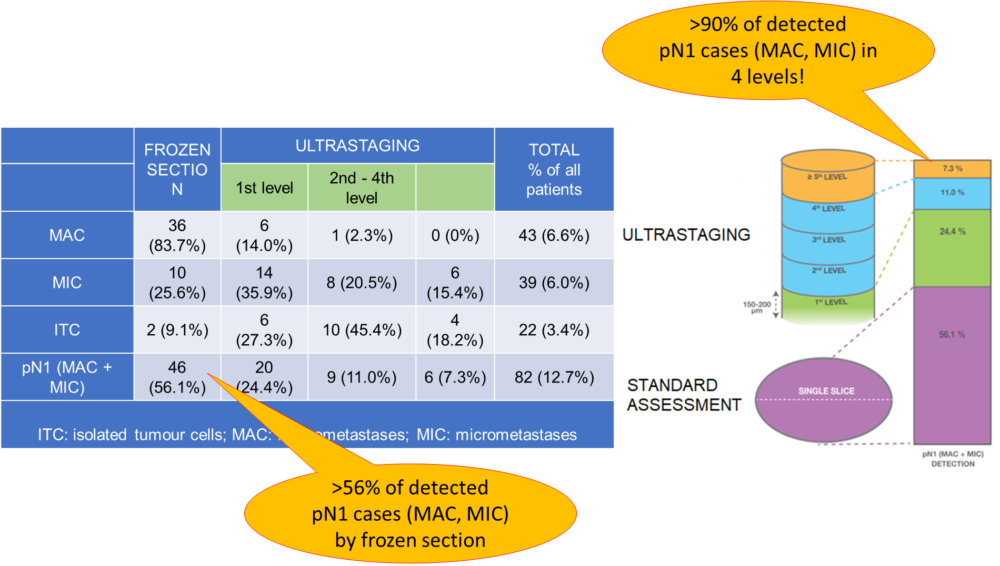 >90% of detected
pN1 cases (MAC, MIC) in
4 levels!
FROZEN
SECTIO
N
ULTRASTAGING
TOTAL
% of all
patients
1st level
2nd - 4th
level
MAC
36
(83.7%)
6
(14.0%)
1 (2.3%)
0 (0%)
43 (6.6%)
MIC
10
(25.6%)
14
(35.9%)
8 (20.5%)
6
(15.4%)
39 (6.0%)
ITC
2 (9.1%)
6
(27.3%)
10 (45.4%)
4
(18.2%)
22 (3.4%)
pN1 (MAC +
MIC)
46
(56.1%)
20
(24.4%)
9 (11.0%)
6 (7.3%)
82 (12.7%)
ITC: isolated tumour cells; MAC: ometastases; MIC: micrometastases
>56% of detected
pN1 cases (MAC, MIC)
by frozen section
ULTRASTAGING
≥ 5th LEVEL
4th LEVEL
3rd LEVEL
2nd LEVEL
1st LEVEL
150-200
µm
7.3 %
11.0 %
24.4 %
56.1 %
STANDARD
ASSESSMENT
SINGLE SLICE
pN1 (MAC + MIC)
DETECTION